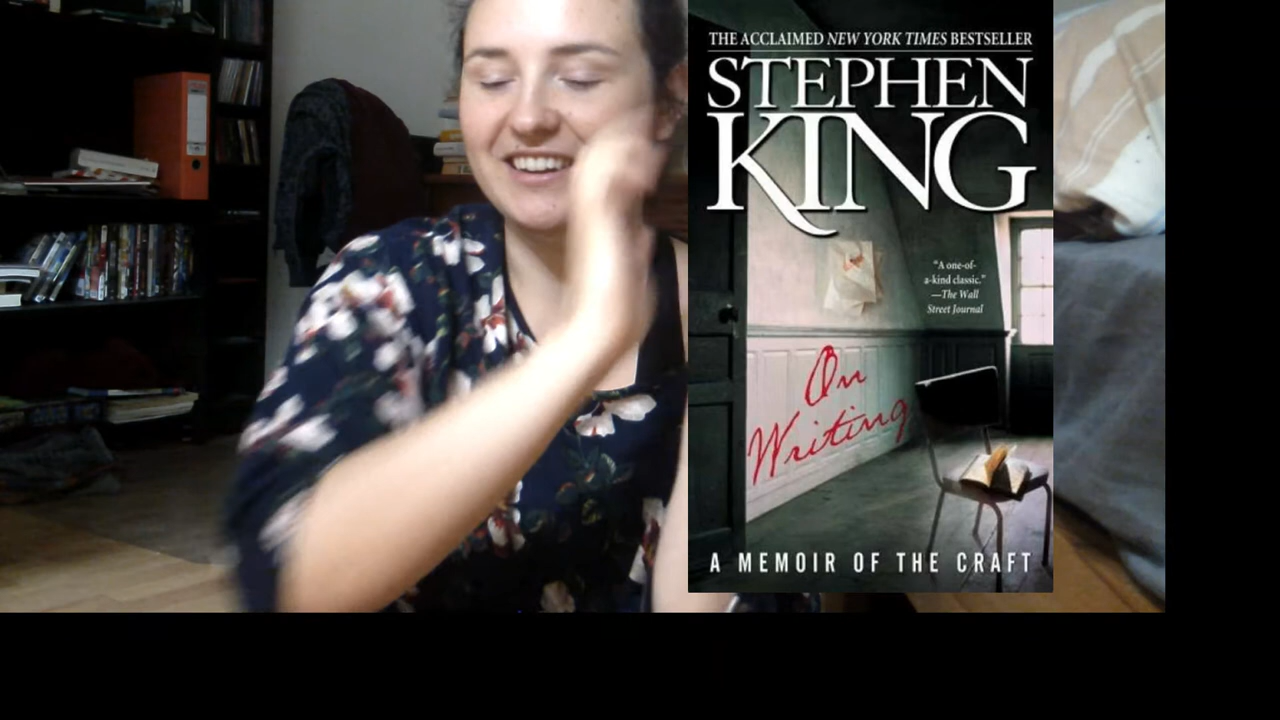 THE ACCLAIMED NEW YORK TIMES BESTSELLER
STEPHEN
KING
"A one-of-
a-kind classic."
—The Wall
Street Journal
On
Writing
A MEMOIR OF THE CRAFT